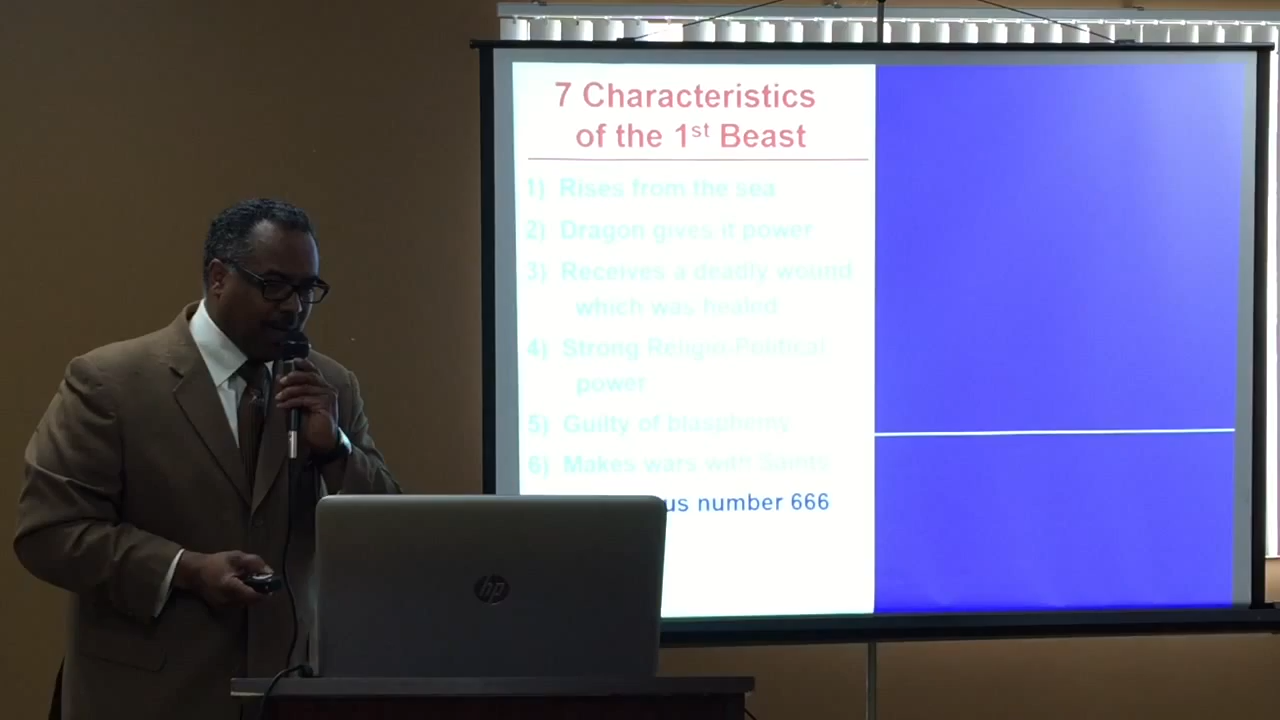 7 Characteristics
of the 1st Beast
1) Rises from the sea
2) Dragon gives it power
3) Receives a deadly wound
which was healed
4) Strong Religio-Political
power
5) Guilty of blasphemy
6) Makes wars with Saints
us number 666
hp